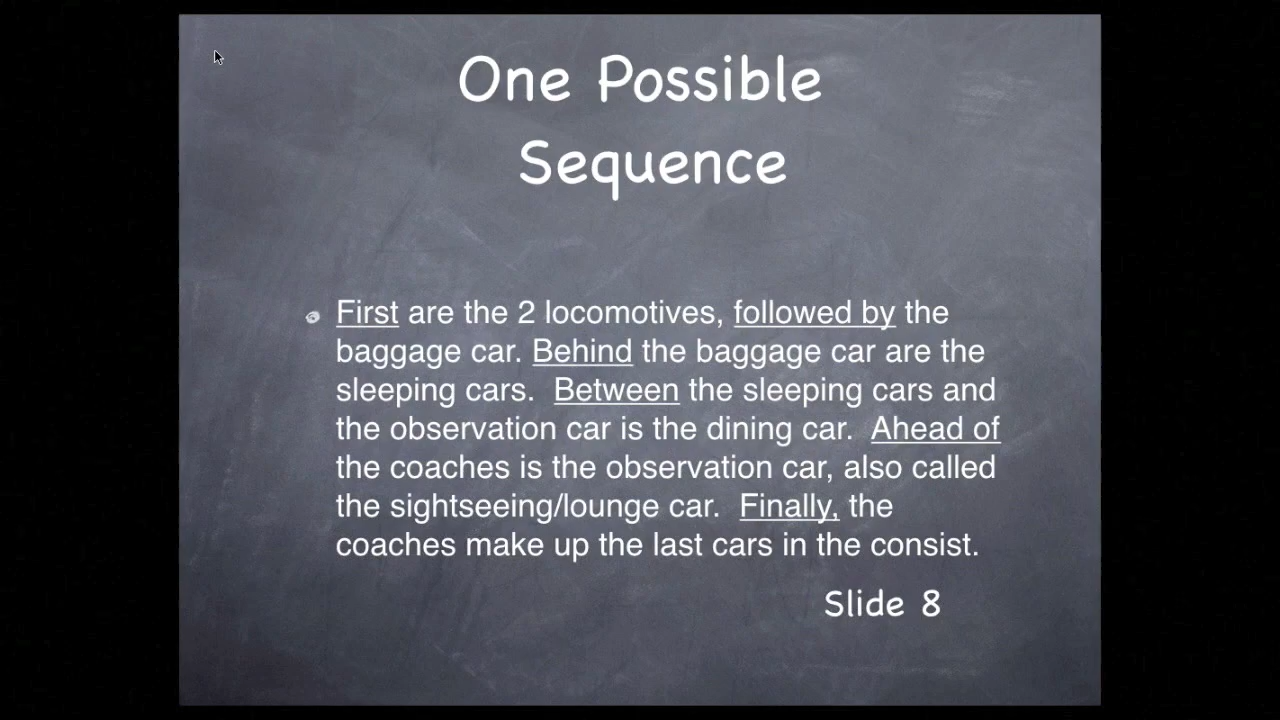 One Possible
Sequence
First are the 2 locomotives, followed by the
baggage car. Behind the baggage car are the
sleeping cars.  Between the sleeping cars and
the observation car is the dining car.  Ahead of
the coaches is the observation car, also called
the sightseeing/lounge car.  Finally, the
coaches make up the last cars in the consist.
Slide 8